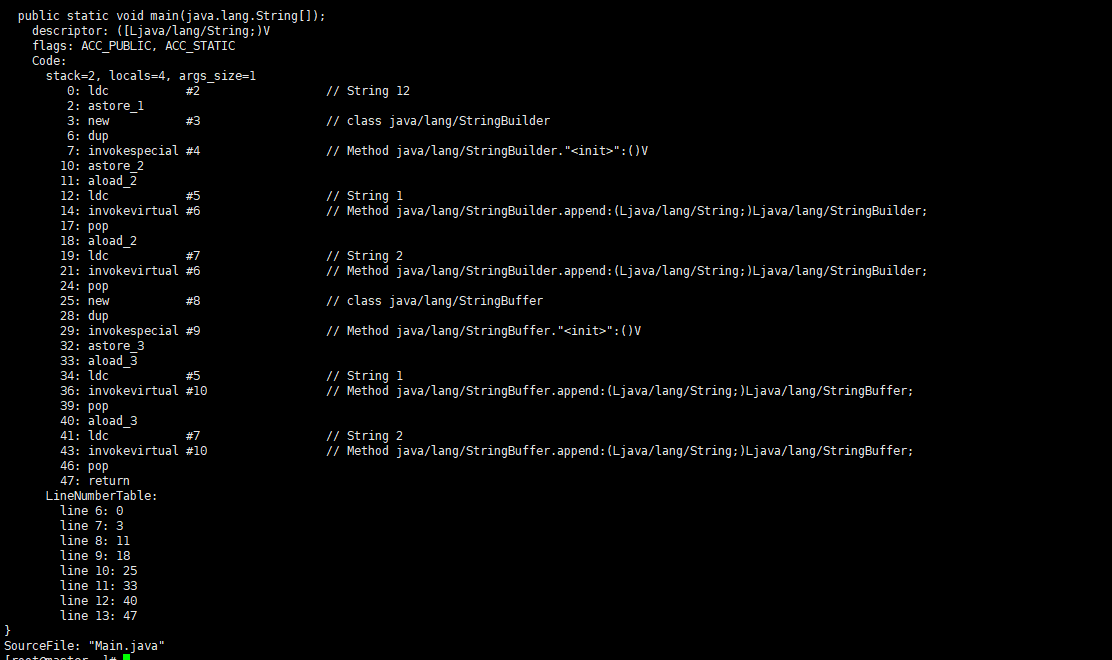 public static void main(java.lang.String[]);
descriptor: ([Ljava/lang/String;)V
flags: ACC_PUBLIC, ACC_STATIC
Code:
stack=2, locals=4, args_size=1
0: ldc #2 // String 12
2: astore_1
3: new #3 // class java/lang/StringBuilder
6: dup
7: invokespecial #4 // Method java/lang/StringBuilder."<init>":()V
10: astore_2
11: aload_2
12: ldc #5 // String 1
14: invokevirtual #6 // Method java/lang/StringBuilder.append:(Ljava/lang/String;)Ljava/lang/StringBuilder;
17: pop
18: aload_2
19: ldc #7 // String 2
21: invokevirtual #6 // Method java/lang/StringBuilder.append:(Ljava/lang/String;)Ljava/lang/StringBuilder;
24: pop
25: new #8 // class java/lang/StringBuffer
28: dup
29: invokespecial #9 // Method java/lang/StringBuffer."<init>":()V
32: astore_3
33: aload_3
34: ldc #5 // String 1
36: invokevirtual #10 // Method java/lang/StringBuffer.append:(Ljava/lang/String;)Ljava/lang/StringBuffer;
39: pop
40: aload_3
41: ldc #7 // String 2
43: invokevirtual #10 // Method java/lang/StringBuffer.append:(Ljava/lang/String;)Ljava/lang/StringBuffer;
46: pop
47: return
LineNumberTable:
line 6: 0
line 7: 3
line 8: 11
line 9: 18
line 10: 25
line 11: 33
line 12: 40
line 13: 47
}
SourceFile: "Main.java"